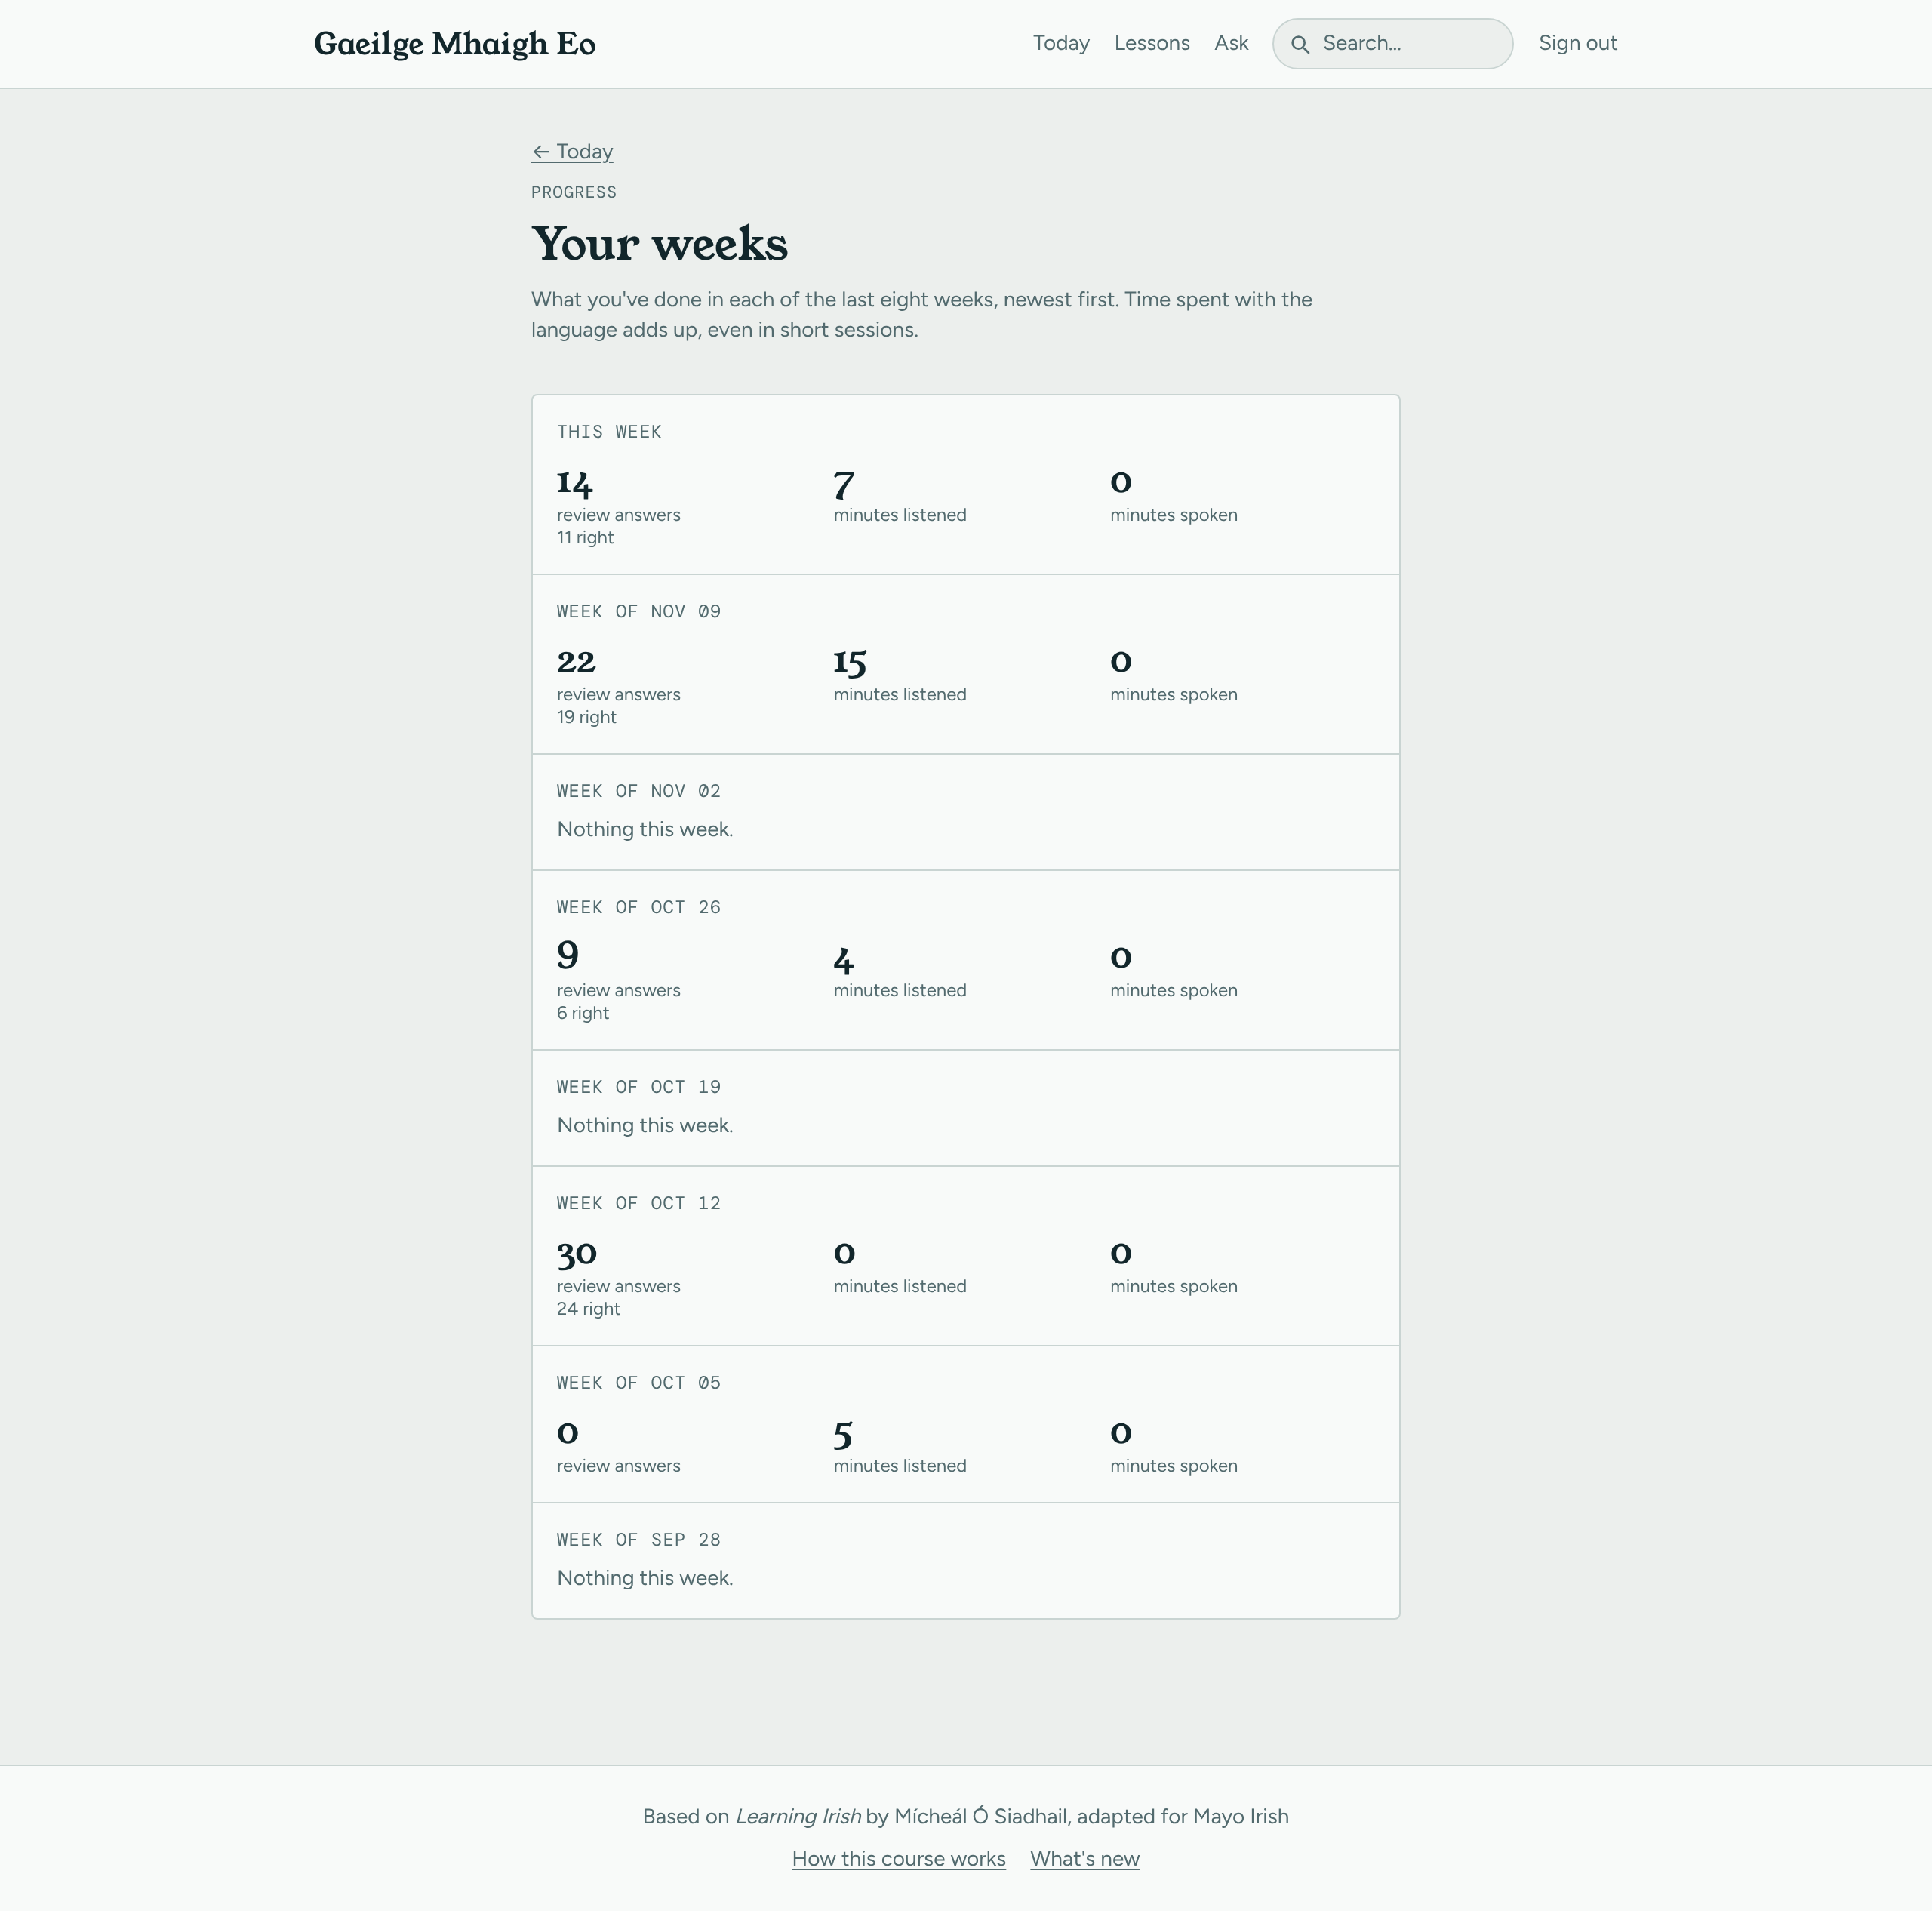 Gaeilge Mhaigh Eo
Today Lessons Ask Search... Sign out
← Today
PROGRESS
Your weeks
What you've done in each of the last eight weeks, newest first. Time spent with the
language adds up, even in short sessions.
THIS WEEK
14 7 0
review answers minutes listened minutes spoken
11 right
WEEK OF NOV 09
22 15 0
review answers minutes listened minutes spoken
19 right
WEEK OF NOV 02
Nothing this week.
WEEK OF OCT 26
9 4 0
review answers minutes listened minutes spoken
6 right
WEEK OF OCT 19
Nothing this week.
WEEK OF OCT 12
30 0 0
review answers minutes listened minutes spoken
24 right
WEEK OF OCT 05
0 5 0
review answers minutes listened minutes spoken
WEEK OF SEP 28
Nothing this week.
Based on Learning Irish by Mícheál Ó Siadhail, adapted for Mayo Irish
How this course works What's new